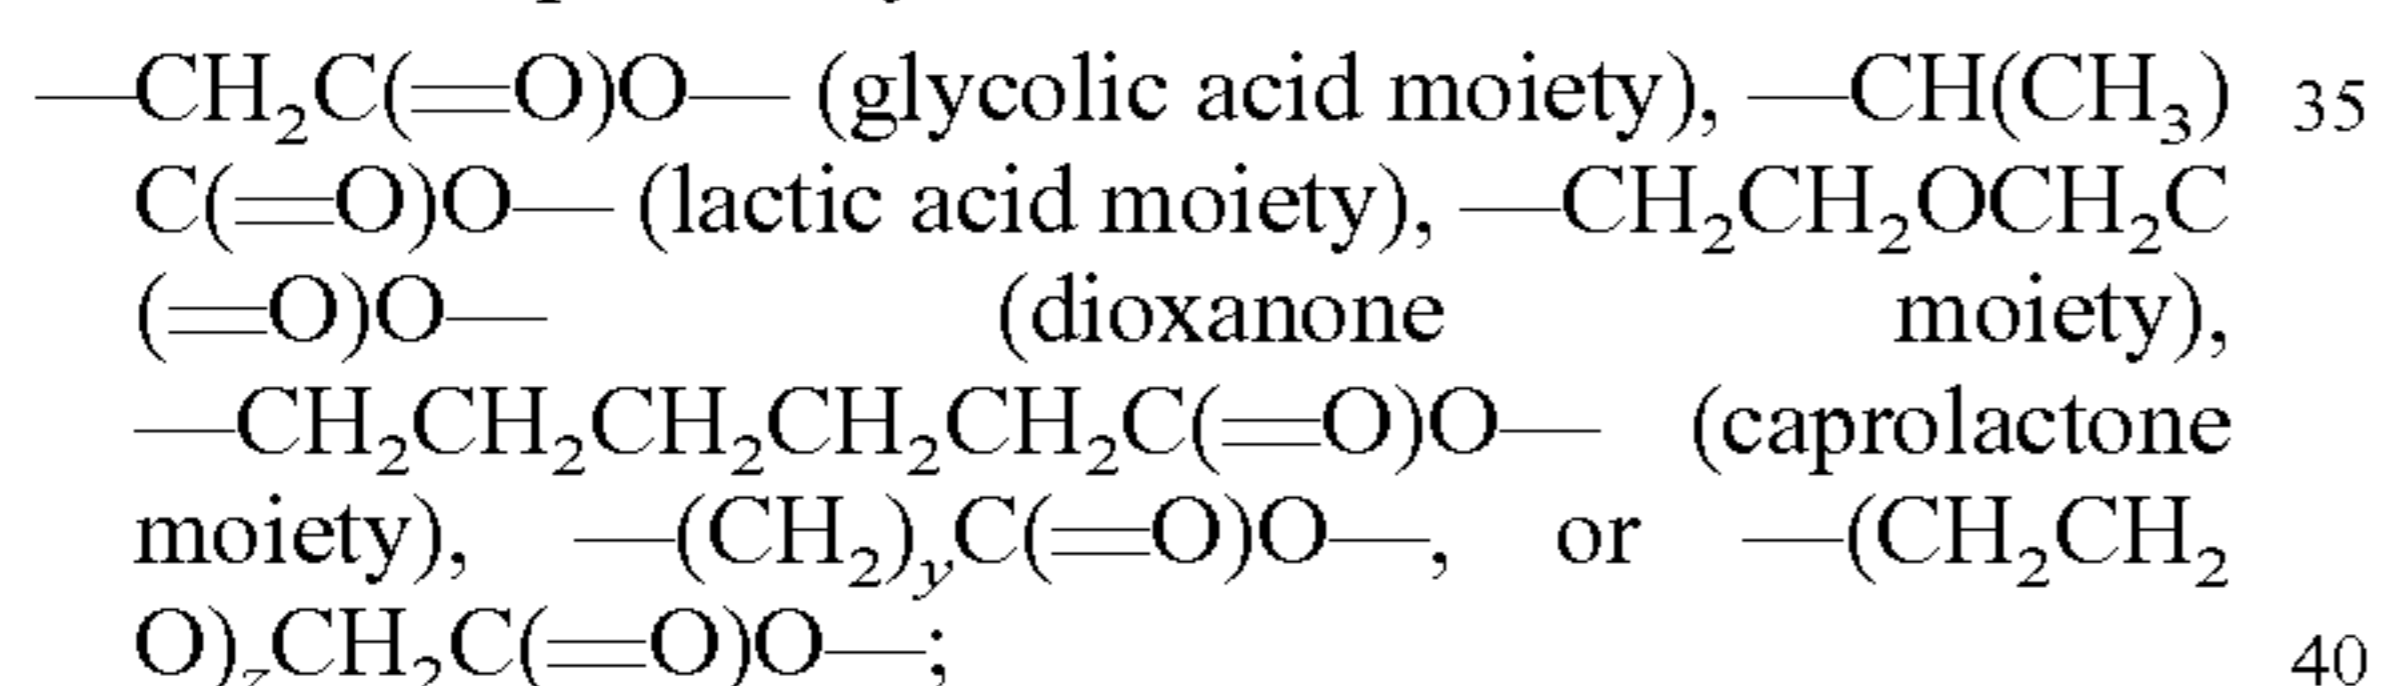 —CH₂C(═O)O— (glycolic acid moiety), —CH(CH₃) 35
C(═O)O— (lactic acid moiety), —CH₂CH₂OCH₂C
(═O)O— (dioxanone moiety),
—CH₂CH₂CH₂CH₂CH₂C(═O)O— (caprolactone
moiety), —(CH₂)yC(═O)O—, or —(CH₂CH₂
O)zCH₂C(═O)O—; 40